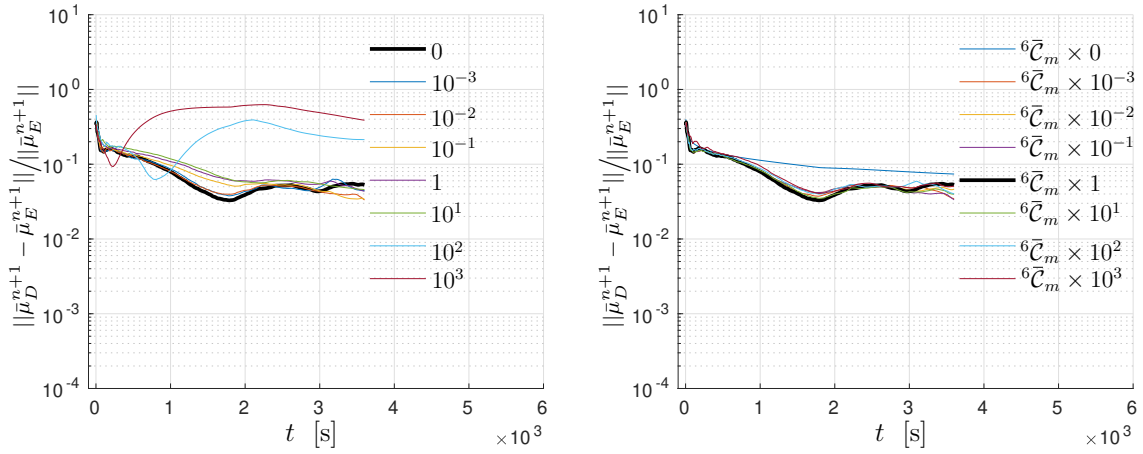 10^1
10^0
10^-1
10^-2
10^-3
10^-4
||μ̄_D^{n+1} − μ̄_E^{n+1}||/||μ̄_E^{n+1}||
0
10^-3
10^-2
10^-1
1
10^1
10^2
10^3
0 1 2 3 4 5 6
×10^3
t [s]
10^1
10^0
10^-1
10^-2
10^-3
10^-4
||μ̄_D^{n+1} − μ̄_E^{n+1}||/||μ̄_E^{n+1}||
^6C̄_m × 0
^6C̄_m × 10^-3
^6C̄_m × 10^-2
^6C̄_m × 10^-1
^6C̄_m × 1
^6C̄_m × 10^1
^6C̄_m × 10^2
^6C̄_m × 10^3
0 1 2 3 4 5 6
×10^3
t [s]